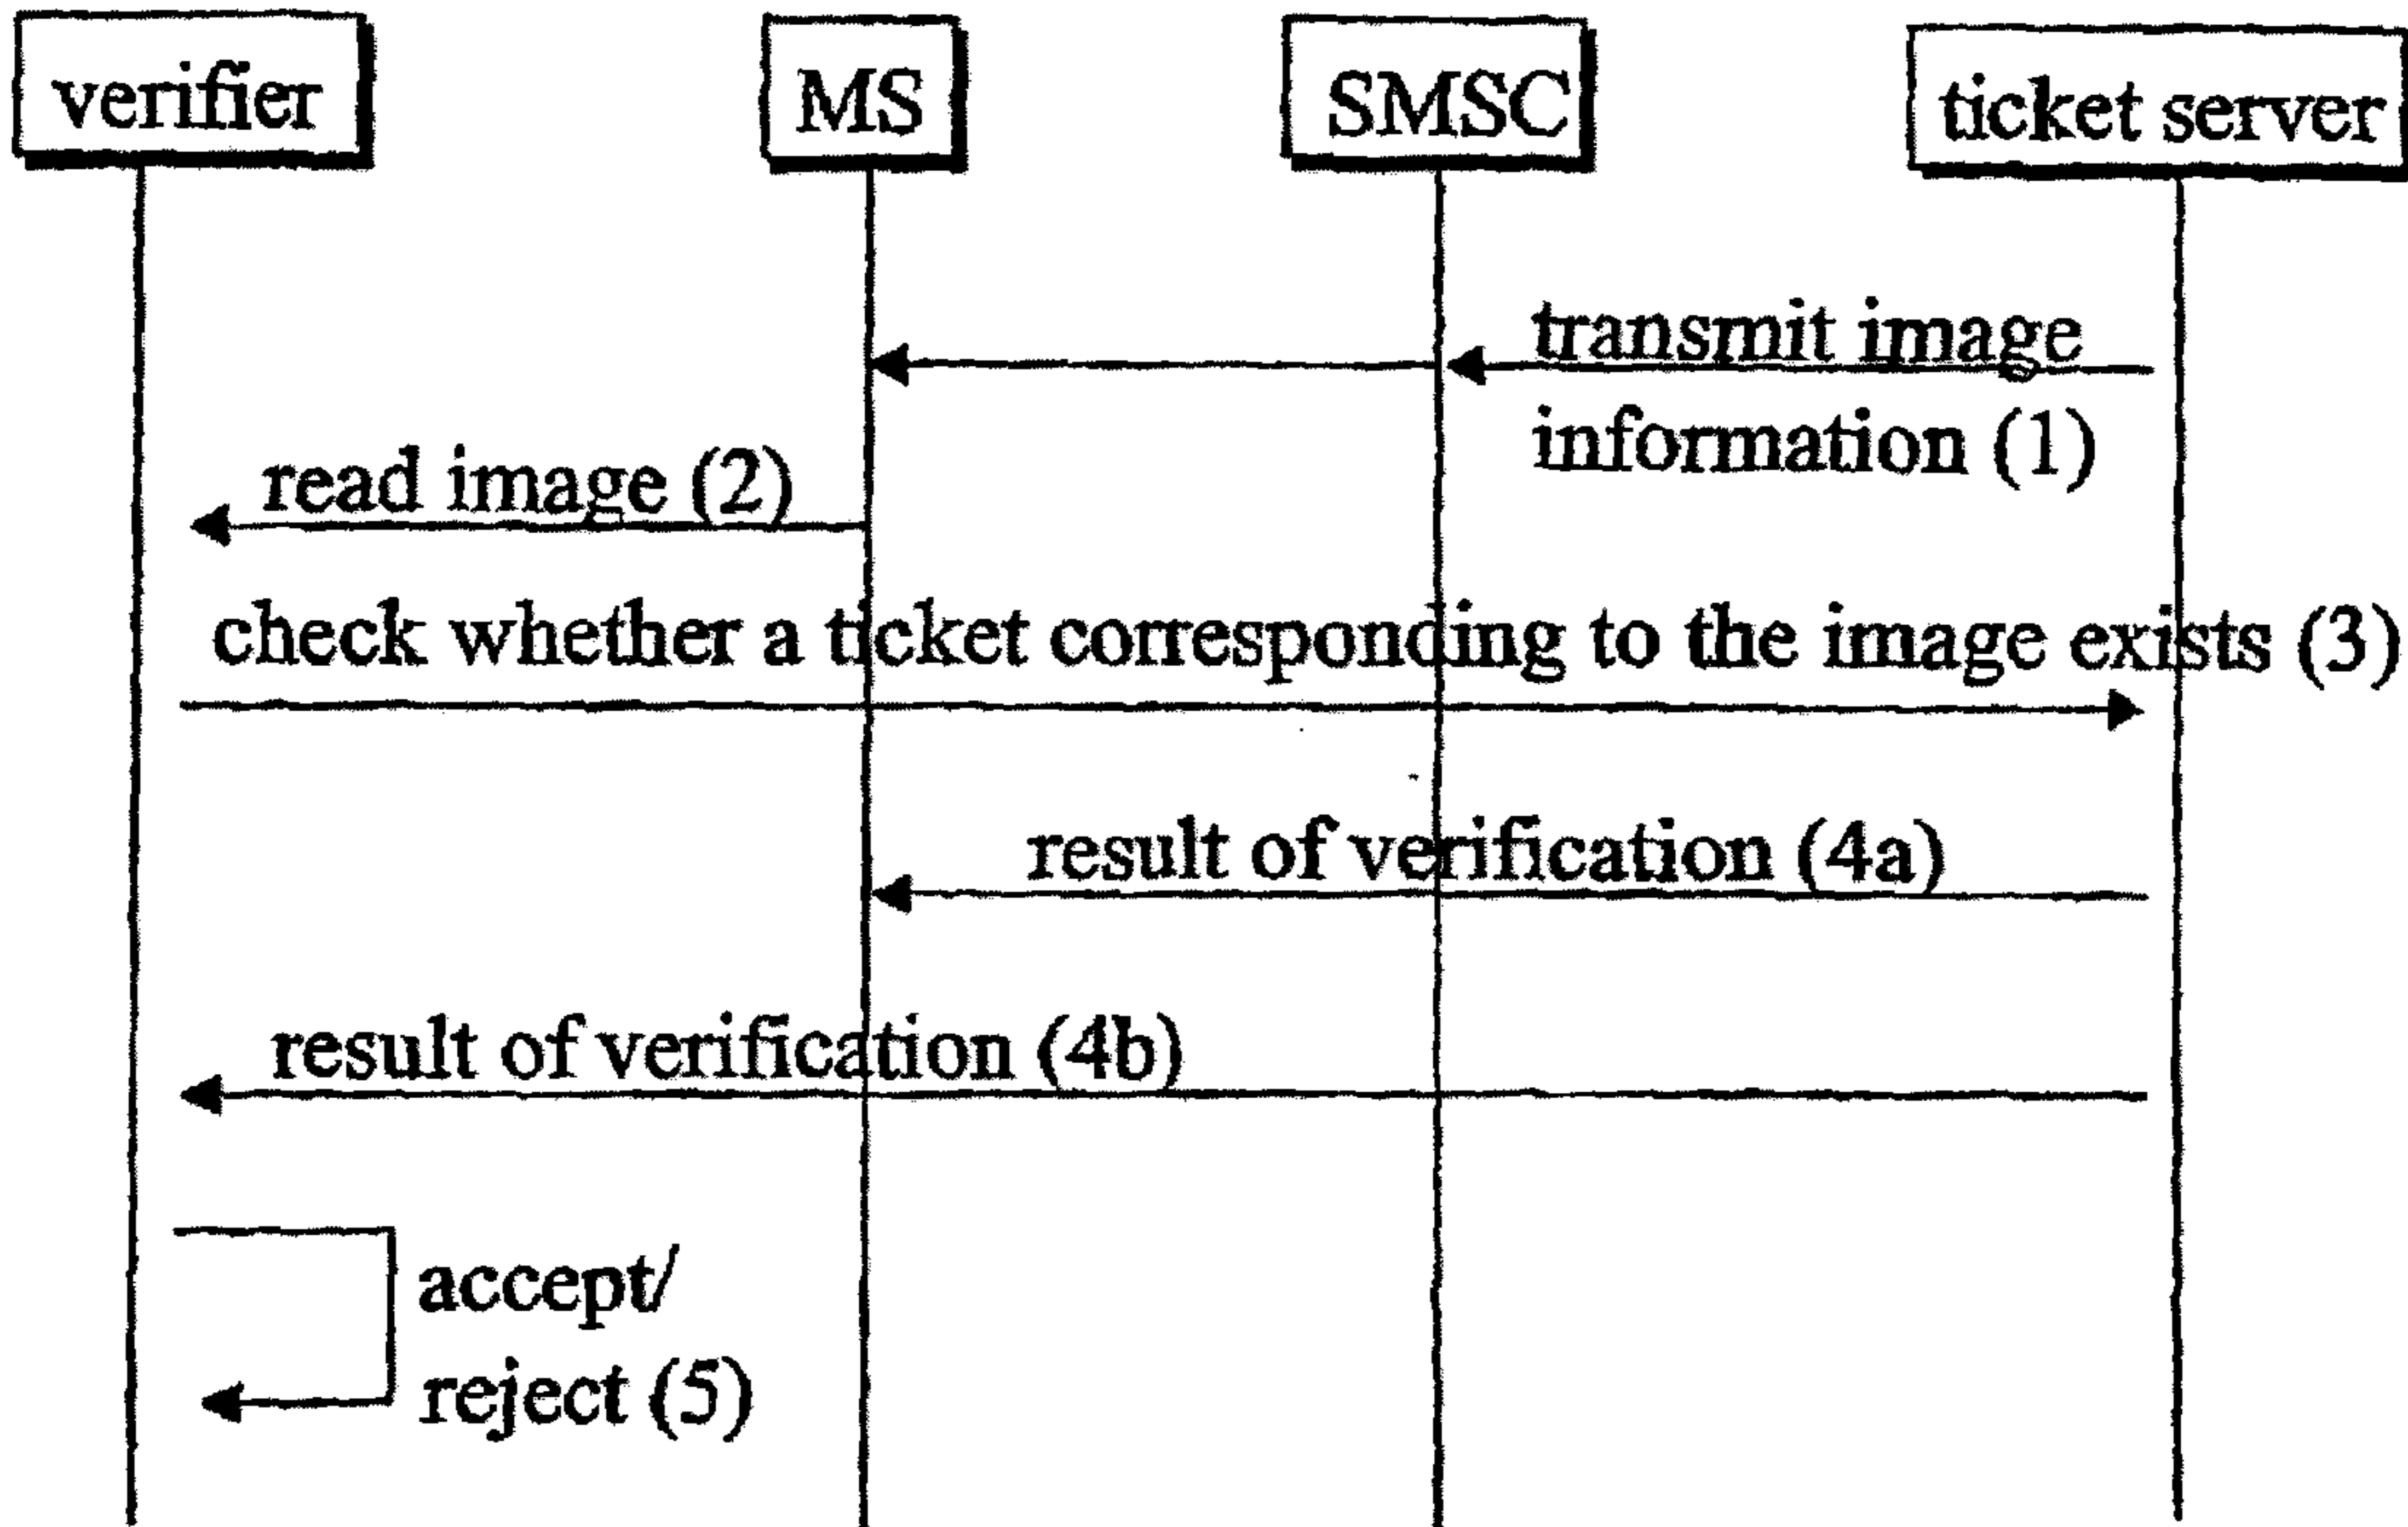 verifier
MS
SMSC
ticket server
transmit image
information (1)
read image (2)
check whether a ticket corresponding to the image exists (3)
result of verification (4a)
result of verification (4b)
accept/
reject (5)